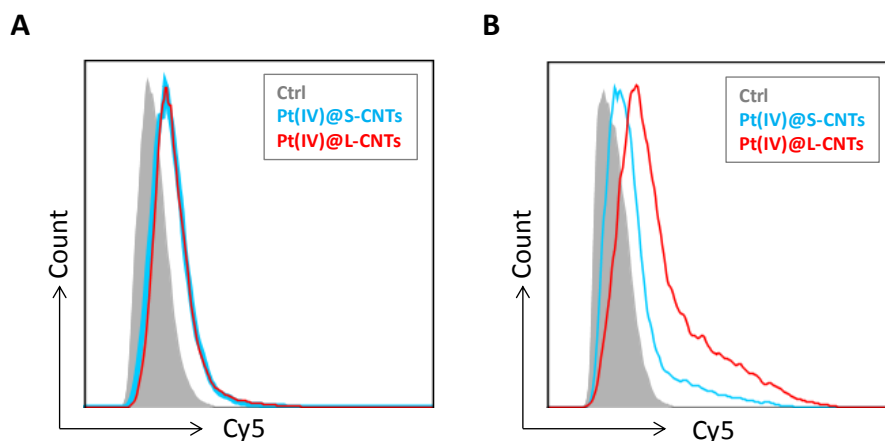 A
Ctrl
Pt(IV)@S-CNTs
Pt(IV)@L-CNTs
Count
Cy5
B
Ctrl
Pt(IV)@S-CNTs
Pt(IV)@L-CNTs
Count
Cy5